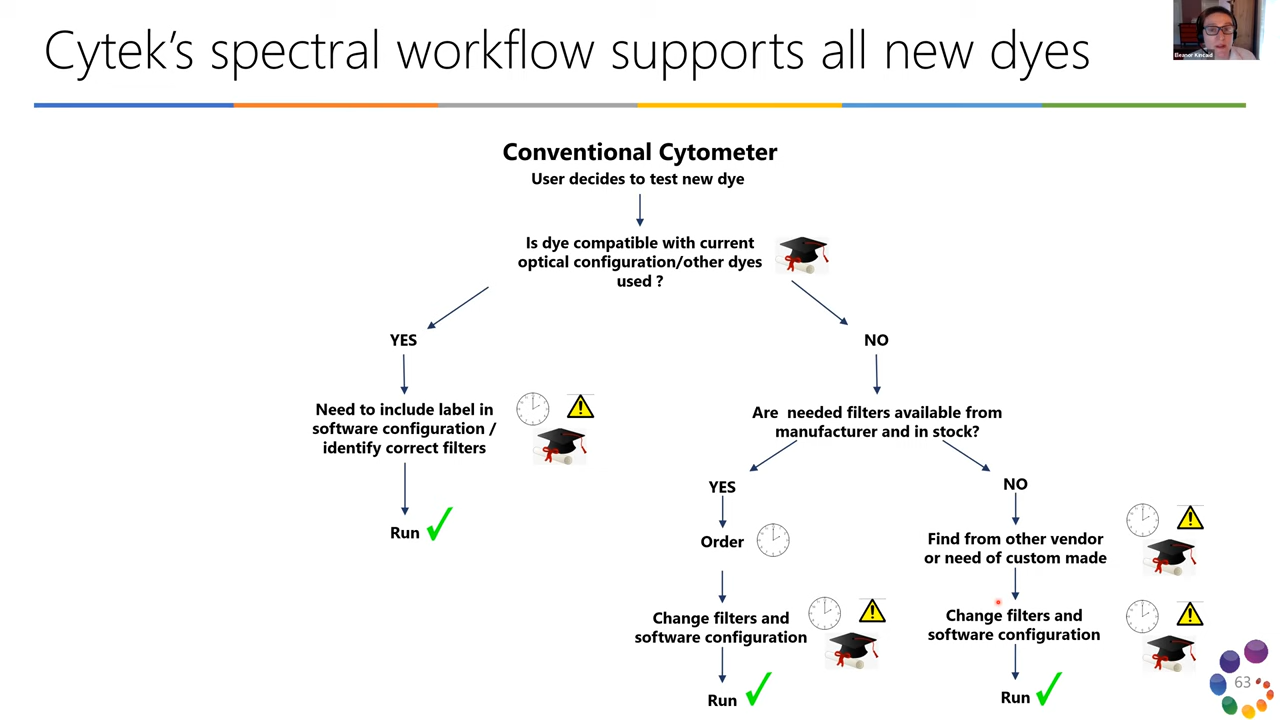 Cytek's spectral workflow supports all new dyes
Eleanor Kincaid
Conventional Cytometer
User decides to test new dye
Is dye compatible with current
optical configuration/other dyes
used ?
YES
NO
Need to include label in
software configuration /
identify correct filters
Are needed filters available from
manufacturer and in stock?
YES
NO
Run
Order
Find from other vendor
or need of custom made
Change filters and
software configuration
Change filters and
software configuration
Run
Run
63